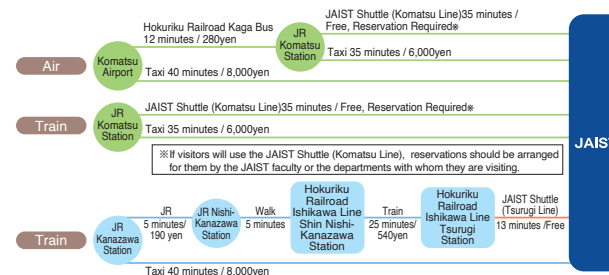 Hokuriku Railroad Kaga Bus
12 minutes / 280yen
JAIST Shuttle (Komatsu Line)35 minutes /
Free, Reservation Required※
JR
Komatsu
Station
Taxi 35 minutes / 6,000yen
Air
Komatsu
Airport
Taxi 40 minutes / 8,000yen
Train
JR
Komatsu
Station
JAIST Shuttle (Komatsu Line)35 minutes / Free, Reservation Required※
Taxi 35 minutes / 6,000yen
※If visitors will use the JAIST Shuttle (Komatsu Line), reservations should be arranged
for them by the JAIST faculty or the departments with whom they are visiting.
JAIST
Train
JR
Kanazawa
Station
JR
5 minutes/
190 yen
JR Nishi-
Kanazawa
Station
Walk
5 minutes
Hokuriku
Railroad
Ishikawa Line
Shin Nishi-
Kanazawa
Station
Train
25 minutes/
540yen
Hokuriku
Railroad
Ishikawa Line
Tsurugi
Station
JAIST Shuttle
(Tsurugi Line)
13 minutes /Free
Taxi 40 minutes / 8.000yen